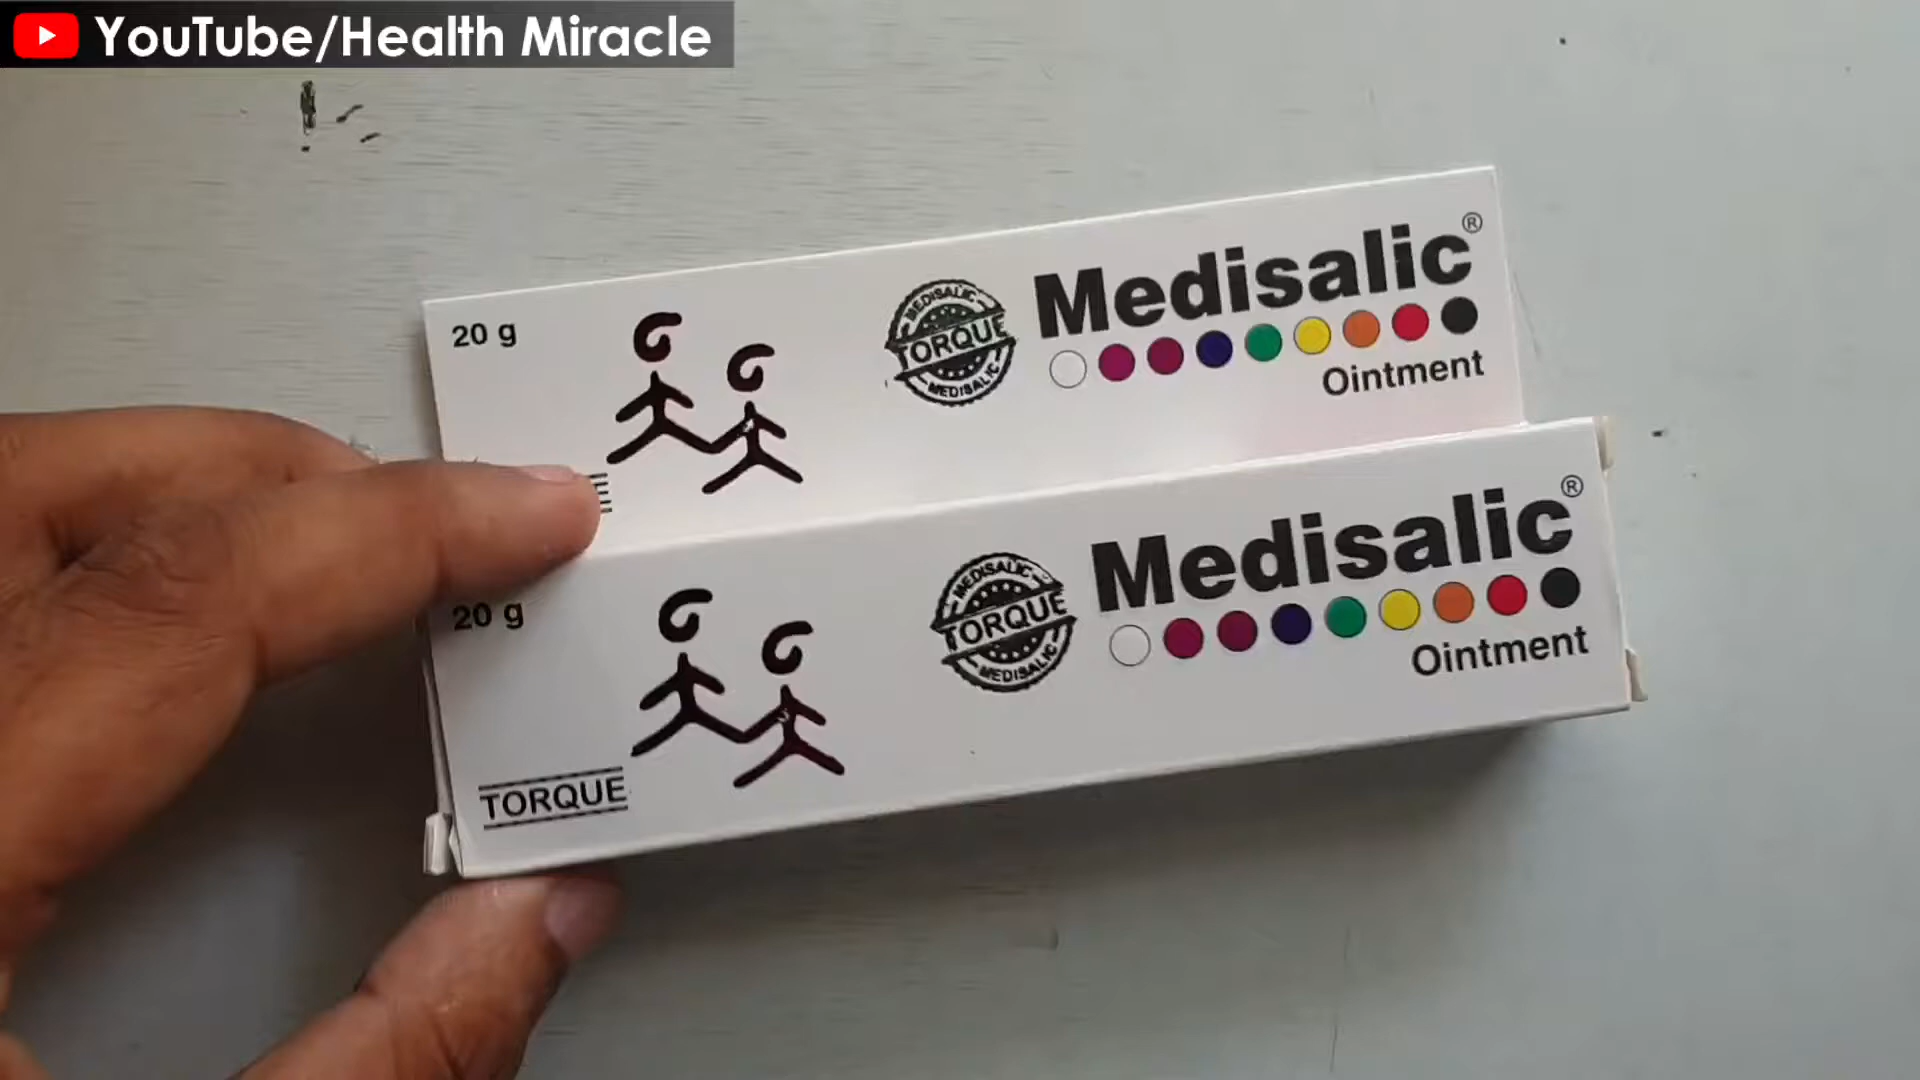 YouTube/Health Miracle
20 g
MEDISALIC
TORQUE
MEDISALIC
Medisalic®
Ointment
20 g
TORQUE
MEDISALIC
TORQUE
MEDISALIC
Medisalic®
Ointment